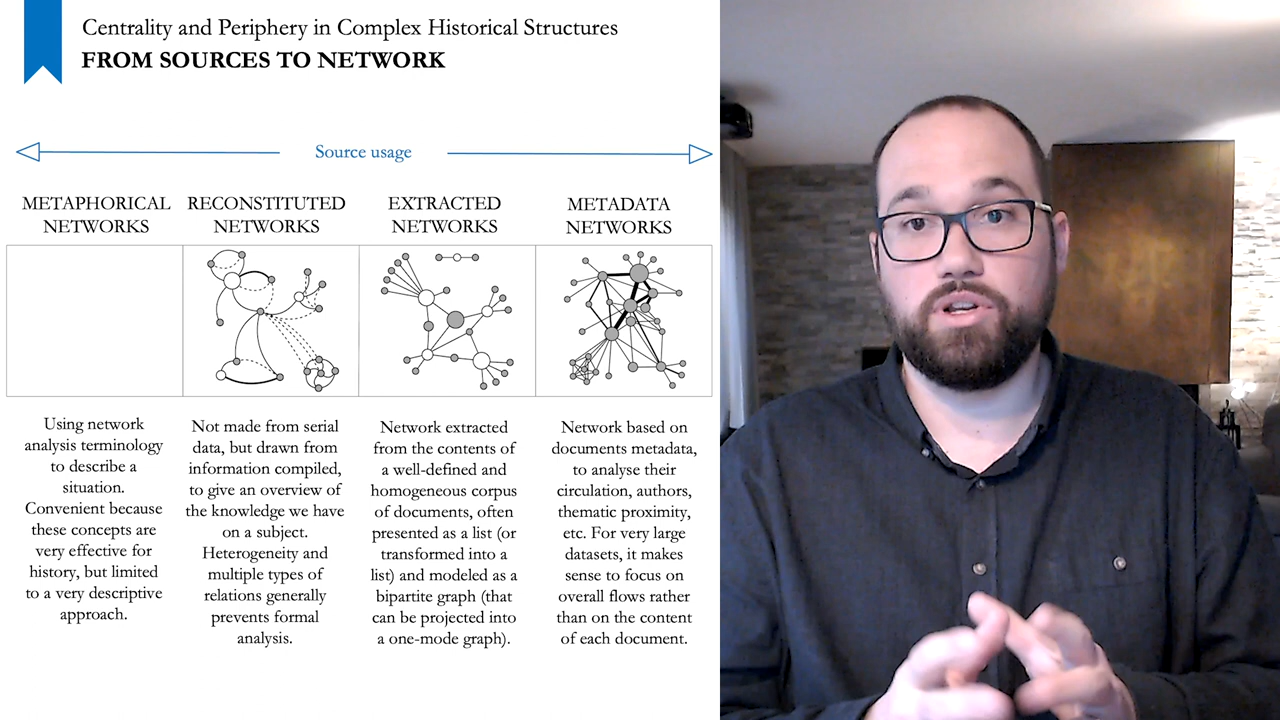 Centrality and Periphery in Complex Historical Structures
FROM SOURCES TO NETWORK
Source usage
METAPHORICAL
NETWORKS
RECONSTITUTED
NETWORKS
EXTRACTED
NETWORKS
METADATA
NETWORKS
Using network
analysis terminology
to describe a
situation.
Convenient because
these concepts are
very effective for
history, but limited
to a very descriptive
approach.
Not made from serial
data, but drawn from
information compiled,
to give an overview of
the knowledge we have
on a subject.
Heterogeneity and
multiple types of
relations generally
prevents formal
analysis.
Network extracted
from the contents of
a well-defined and
homogeneous corpus
of documents, often
presented as a list (or
transformed into a
list) and modeled as a
bipartite graph (that
can be projected into
a one-mode graph).
Network based on
documents metadata,
to analyse their
circulation, authors,
thematic proximity,
etc. For very large
datasets, it makes
sense to focus on
overall flows rather
than on the content
of each document.